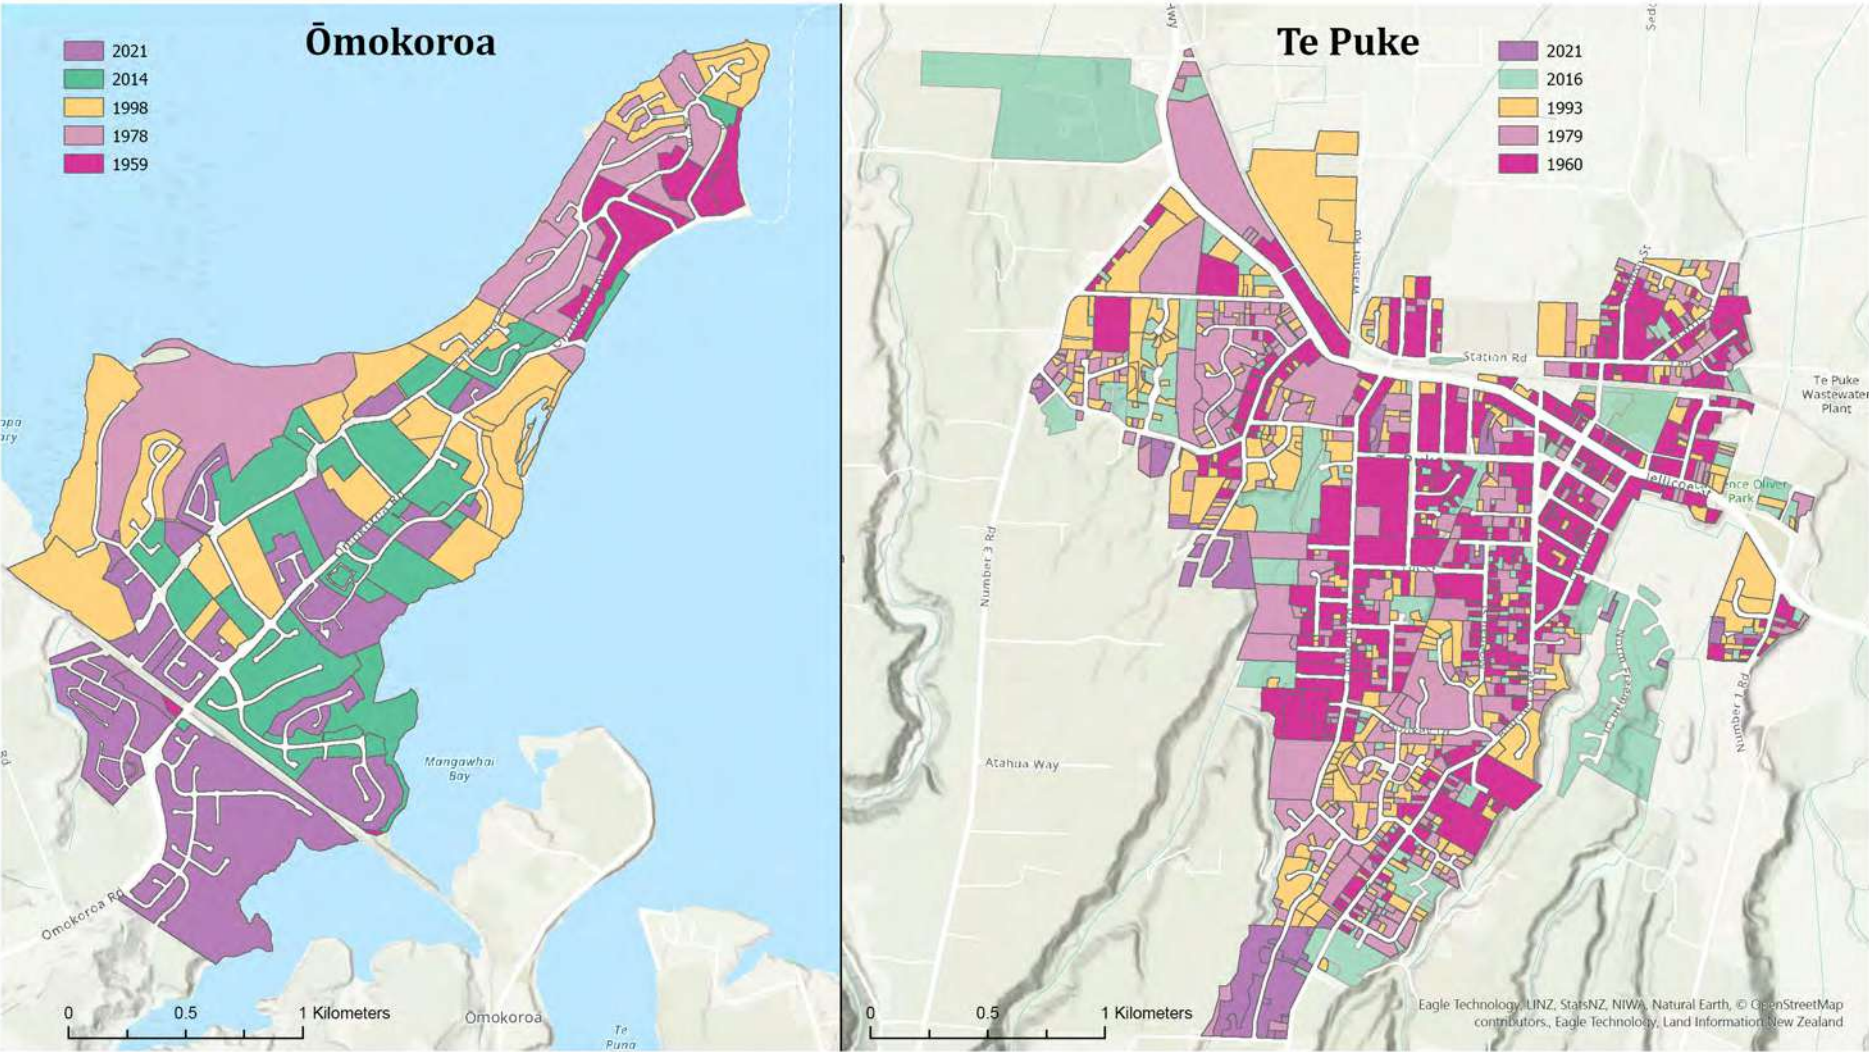 Ōmokoroa
2021
2014
1998
1978
1959
Mangawhai
Bay
Omokoroa Rd
0 0.5 1 Kilometers
Omokoroa
Te
Puna
Te Puke
2021
2016
1993
1979
1960
Station Rd
Te Puke
Wastewater
Plant
Park
Number 3 Rd
Number 1 Rd
Atahua Way
0 0.5 1 Kilometers
Eagle Technology, LINZ, StatsNZ, NIWA, Natural Earth, © OpenStreetMap
contributors., Eagle Technology, Land Information New Zealand